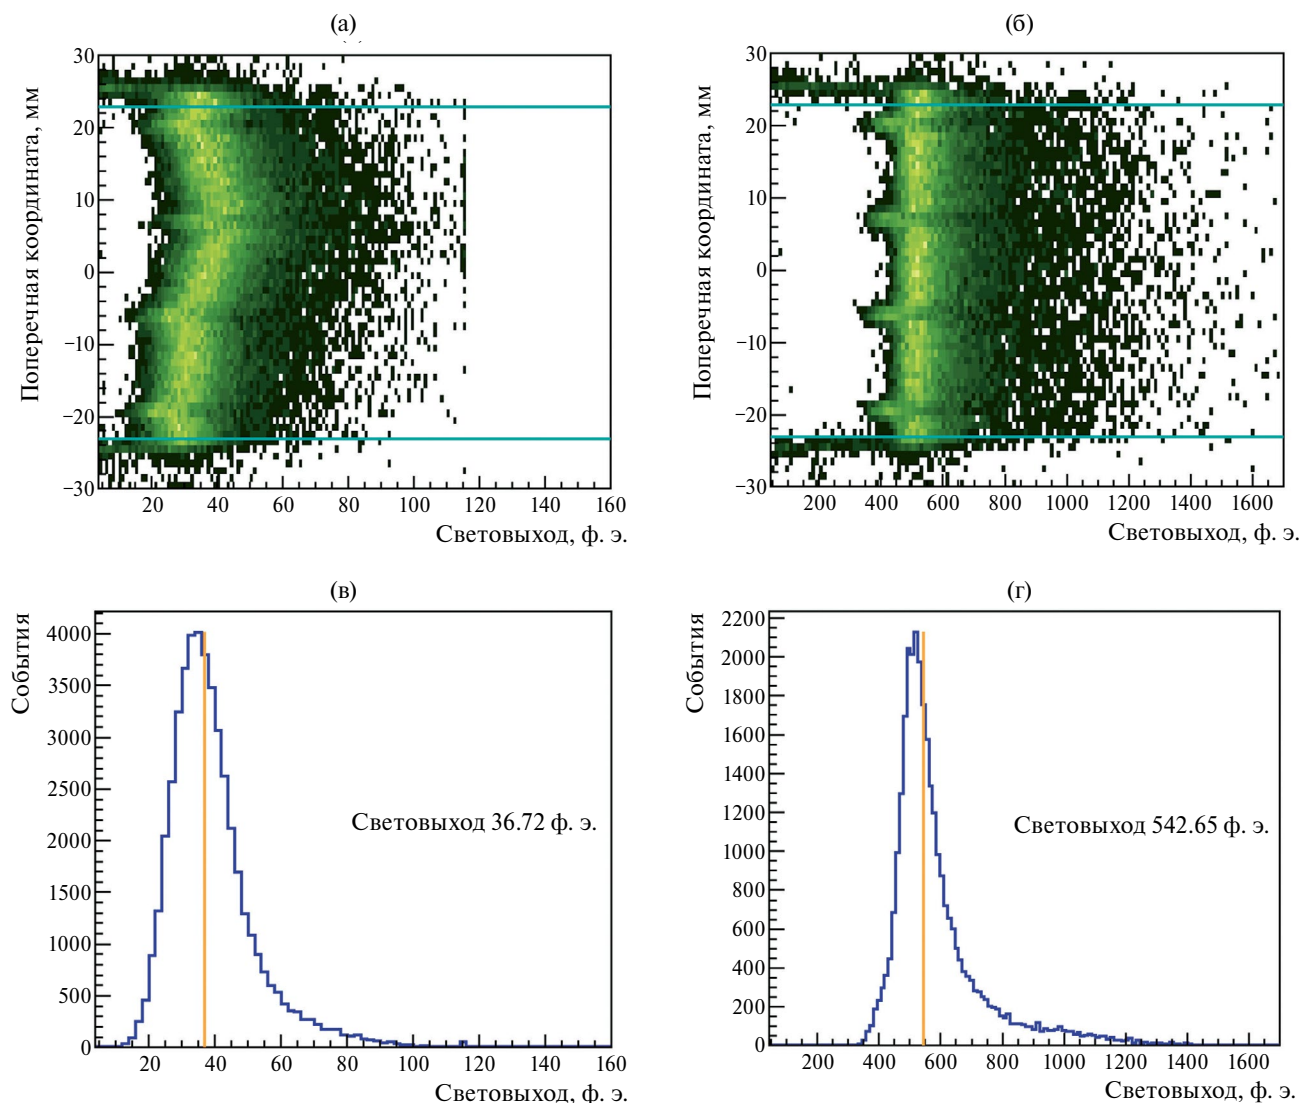 (а)
30
20
10
0
−10
−20
−30
20 40 60 80 100 120 140 160
Поперечная координата, мм
Световыход, ф. э.
(б)
30
20
10
0
−10
−20
−30
200 400 600 800 1000 1200 1400 1600
Поперечная координата, мм
Световыход, ф. э.
(в)
События
4000
3500
3000
2500
2000
1500
1000
500
0
20 40 60 80 100 120 140 160
Световыход 36.72 ф. э.
Световыход, ф. э.
(г)
События
2200
2000
1800
1600
1400
1200
1000
800
600
400
200
0
200 400 600 800 1000 1200 1400 1600
Световыход 542.65 ф. э.
Световыход, ф. э.